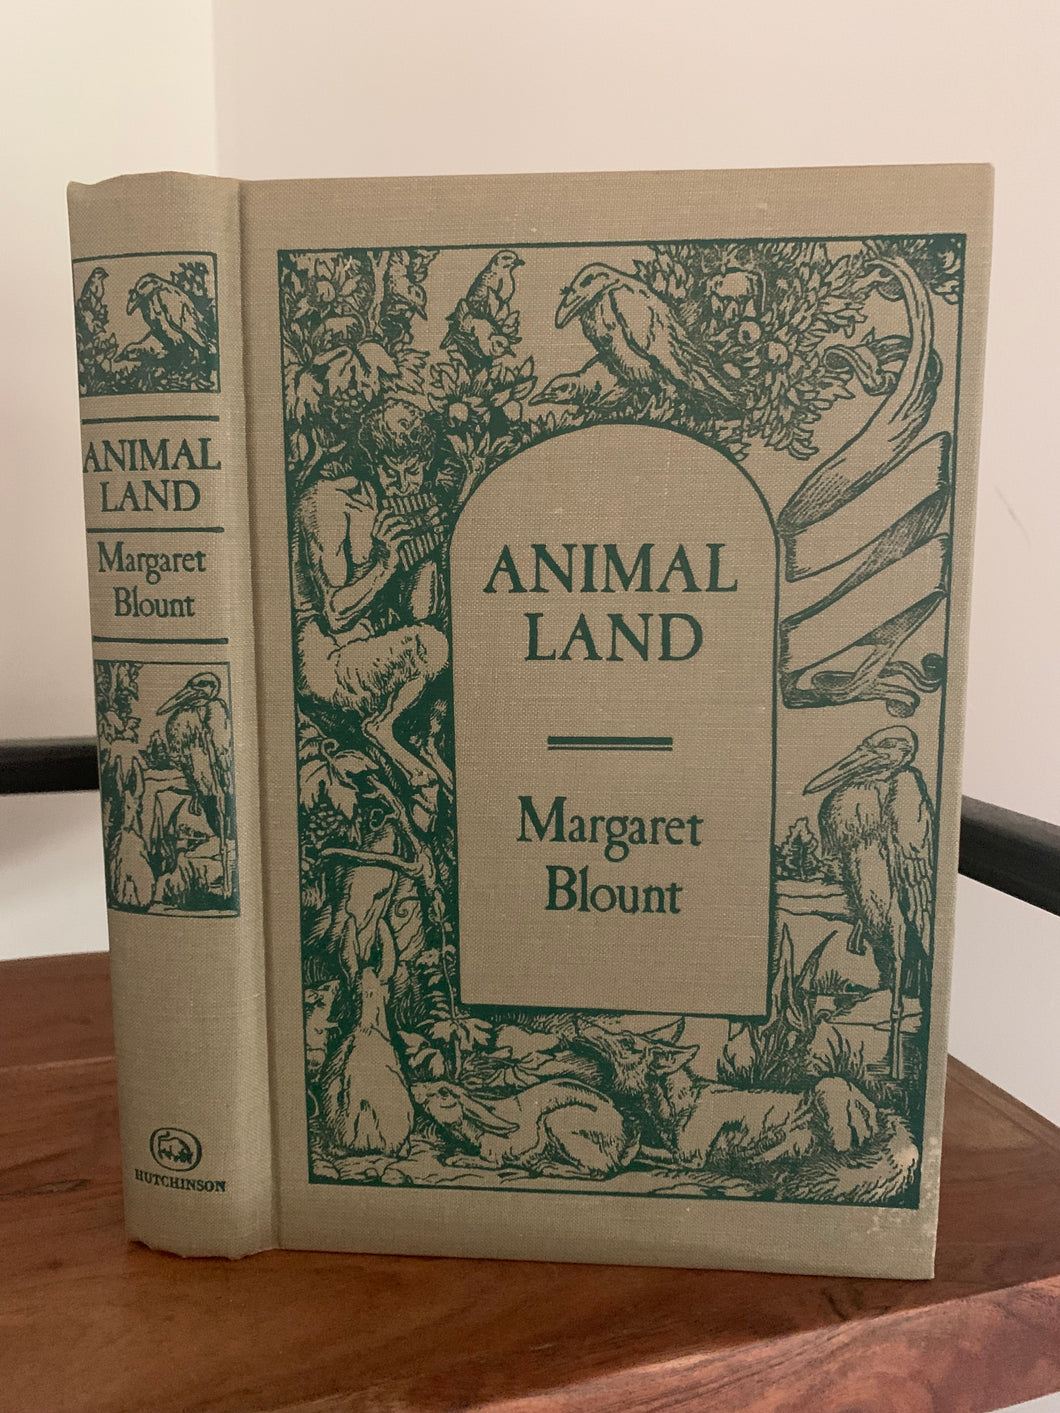 ANIMAL
LAND
Margaret
Blount
HUTCHINSON
ANIMAL
LAND
Margaret
Blount